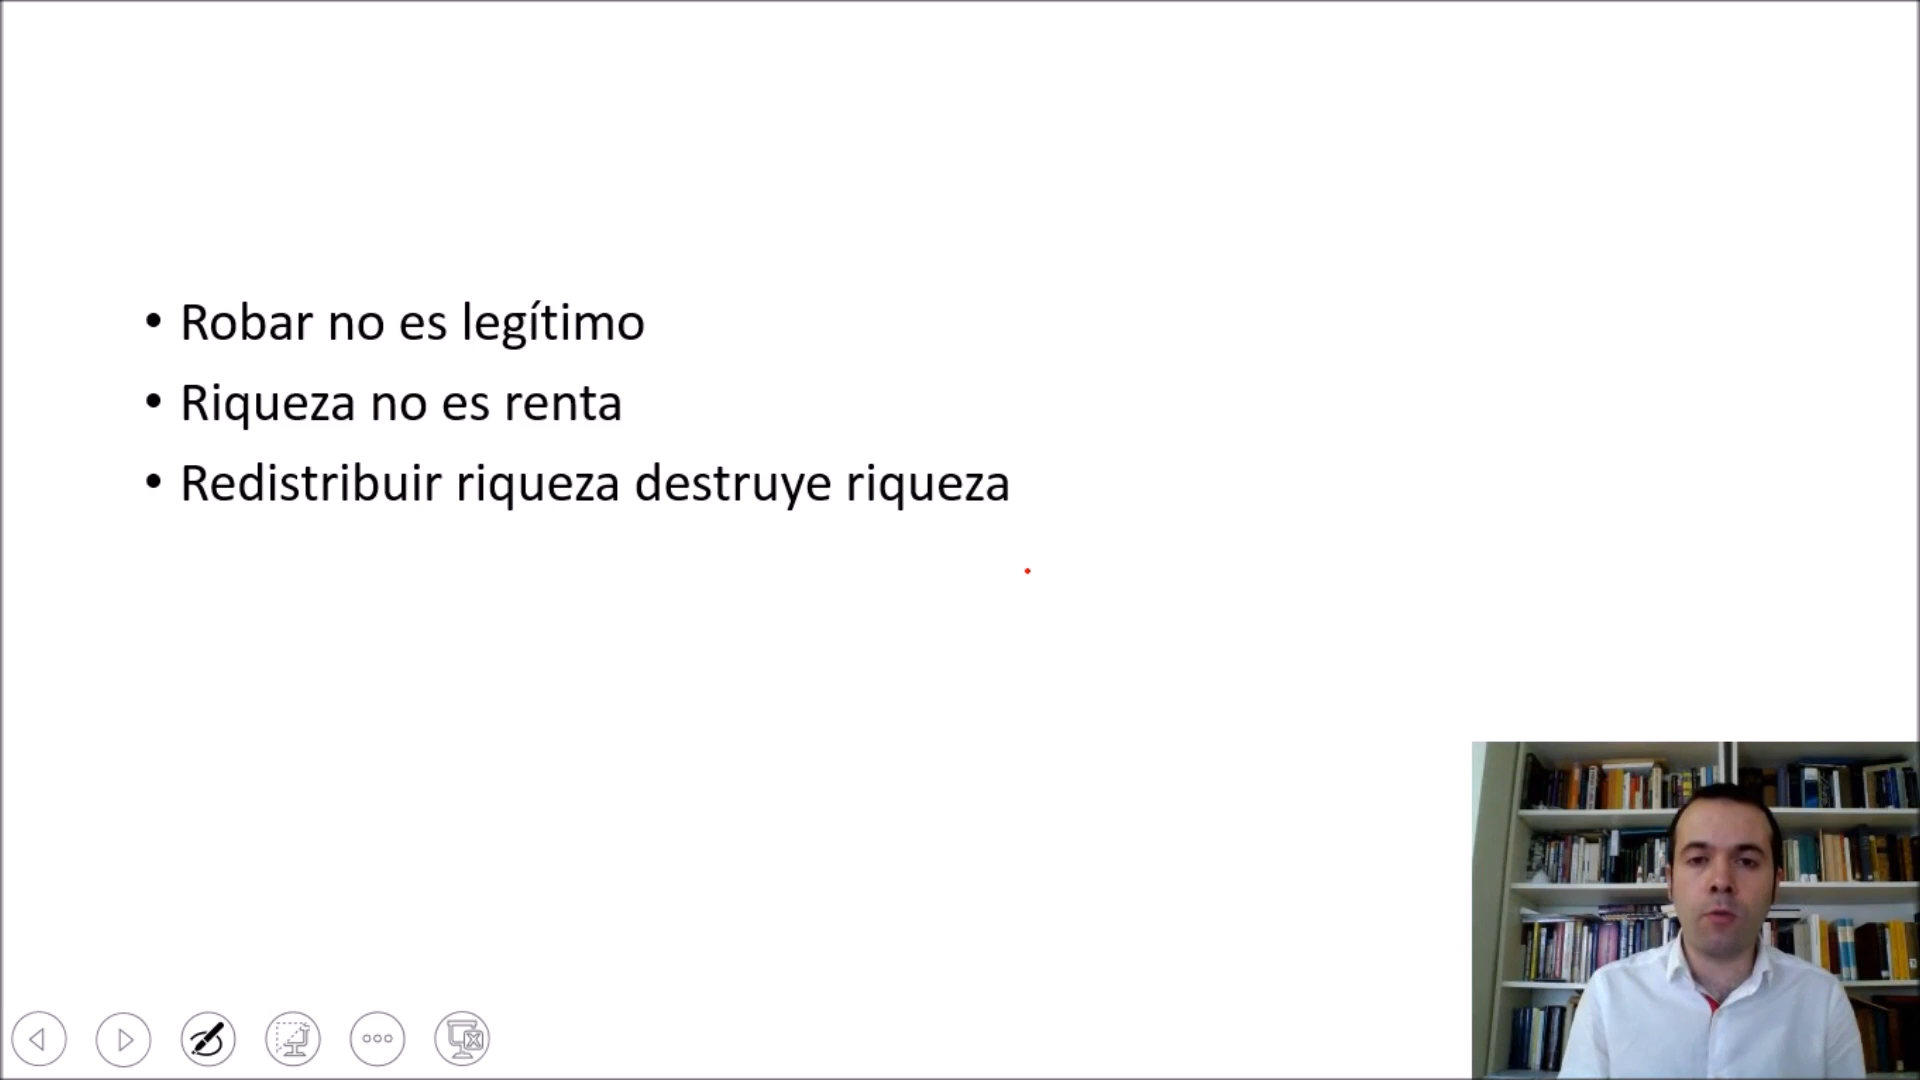 • Robar no es legítimo
• Riqueza no es renta
• Redistribuir riqueza destruye riqueza